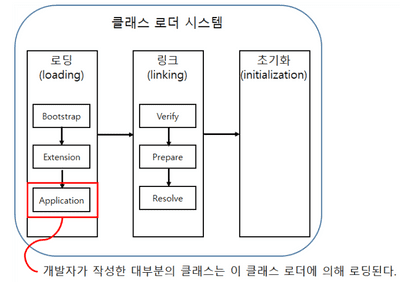 클래스 로더 시스템
로딩
(loading)
Bootstrap
Extension
Application
링크
(linking)
Verify
Prepare
Resolve
초기화
(initialization)
개발자가 작성한 대부분의 클래스는 이 클래스 로더에 의해 로딩된다.